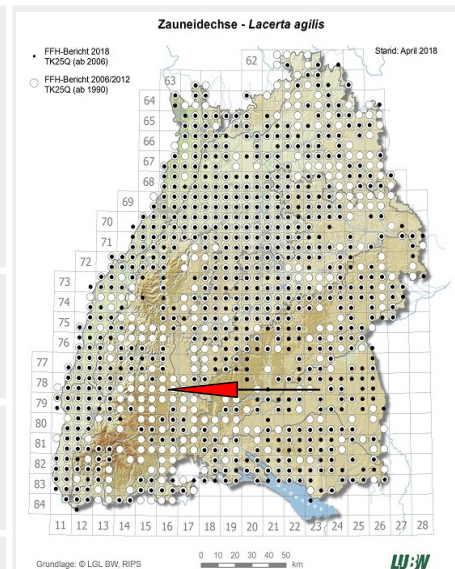 Zauneidechse - Lacerta agilis
FFH-Bericht 2018
TK25Q (ab 2006)
FFH-Bericht 2006/2012
TK25Q (ab 1990)
Stand: April 2018
62
63
64
65
66
67
68
69
70
71
72
73
74
75
76
77
78
79
80
81
82
83
84
11 12 13 14 15 16 17 18 19 20 21 22 23 24 25 26 27 28
Grundlage: © LGL BW, RIPS
0 10 20 30 40 50
km
LUBW